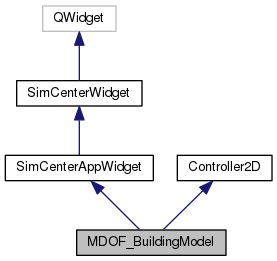 QWidget
SimCenterWidget
SimCenterAppWidget
Controller2D
MDOF_BuildingModel